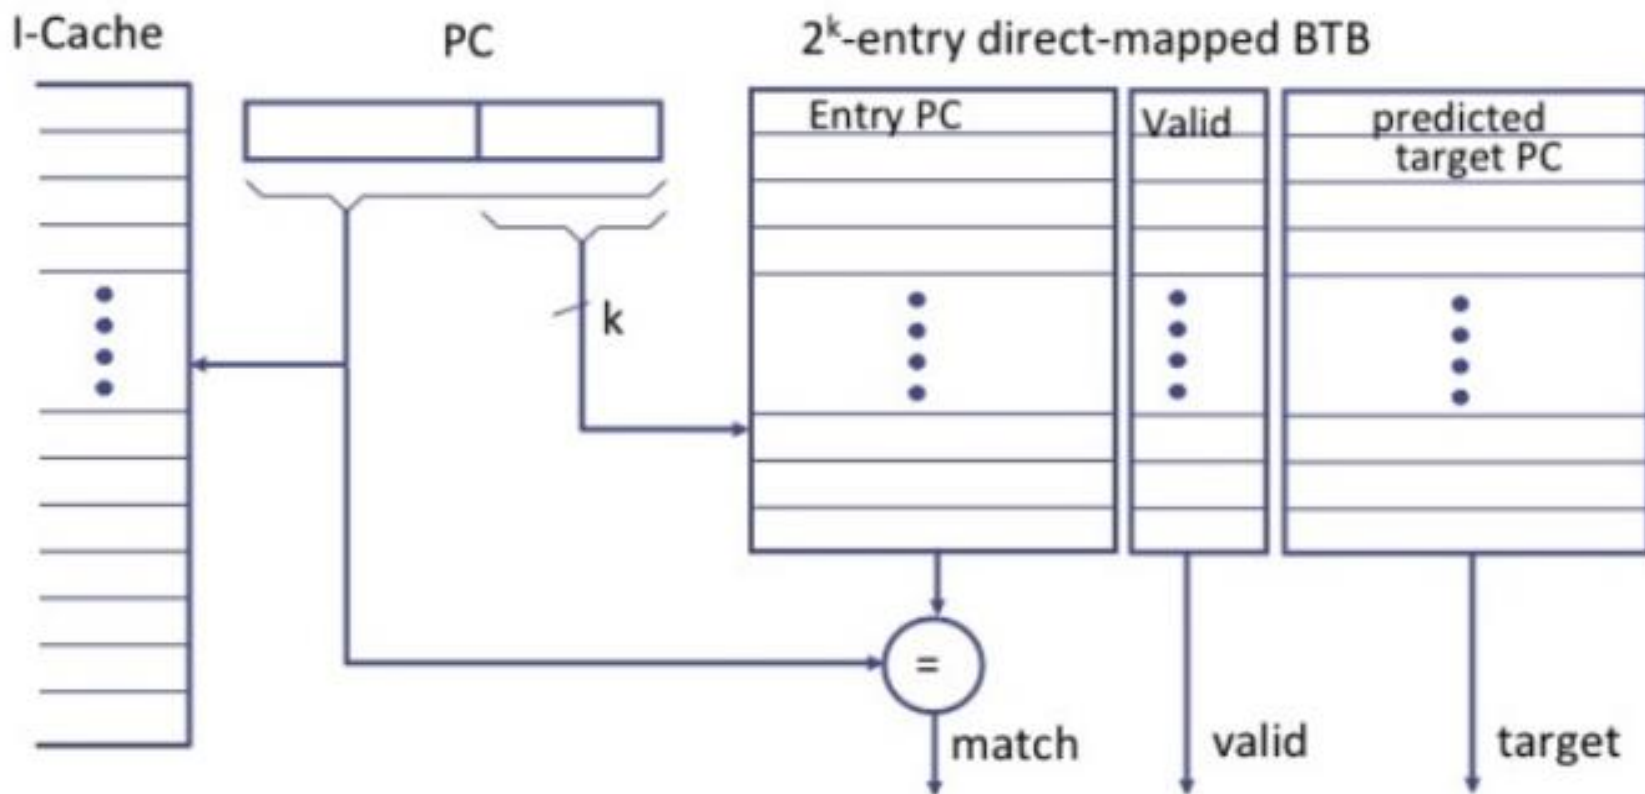 I-Cache
PC
2ᵏ-entry direct-mapped BTB
Entry PC
Valid
predicted
target PC
k
=
match
valid
target